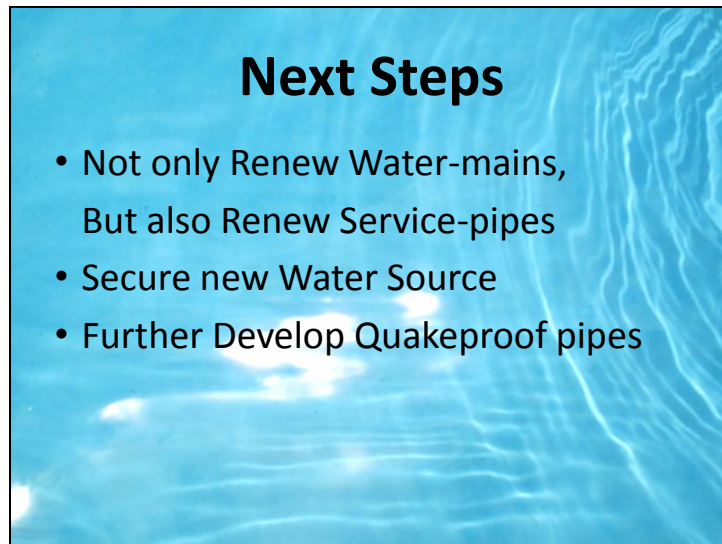 Next Steps
• Not only Renew Water-mains,
But also Renew Service-pipes
• Secure new Water Source
• Further Develop Quakeproof pipes